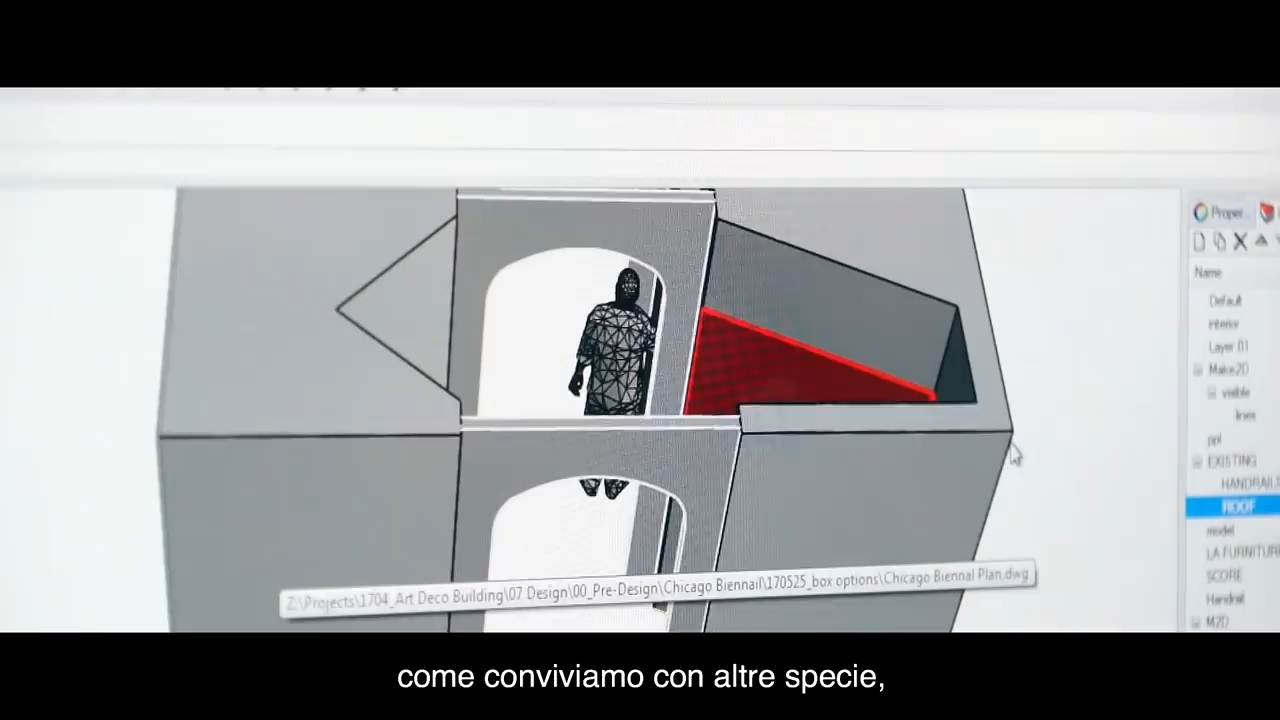 Proper...
Name
Default
interior
Layer 01
Make2D
visible
lines
ppl
EXISTING
HANDRAILS
ROOF
model
LA FURNITUR
SCORE
Handrail
M2D
Z:\Projects\1704_Art Deco Building\07 Design\00_Pre-Design\Chicago Biennail\170525_box options\Chicago Biennal Plan.dwg
come conviviamo con altre specie,